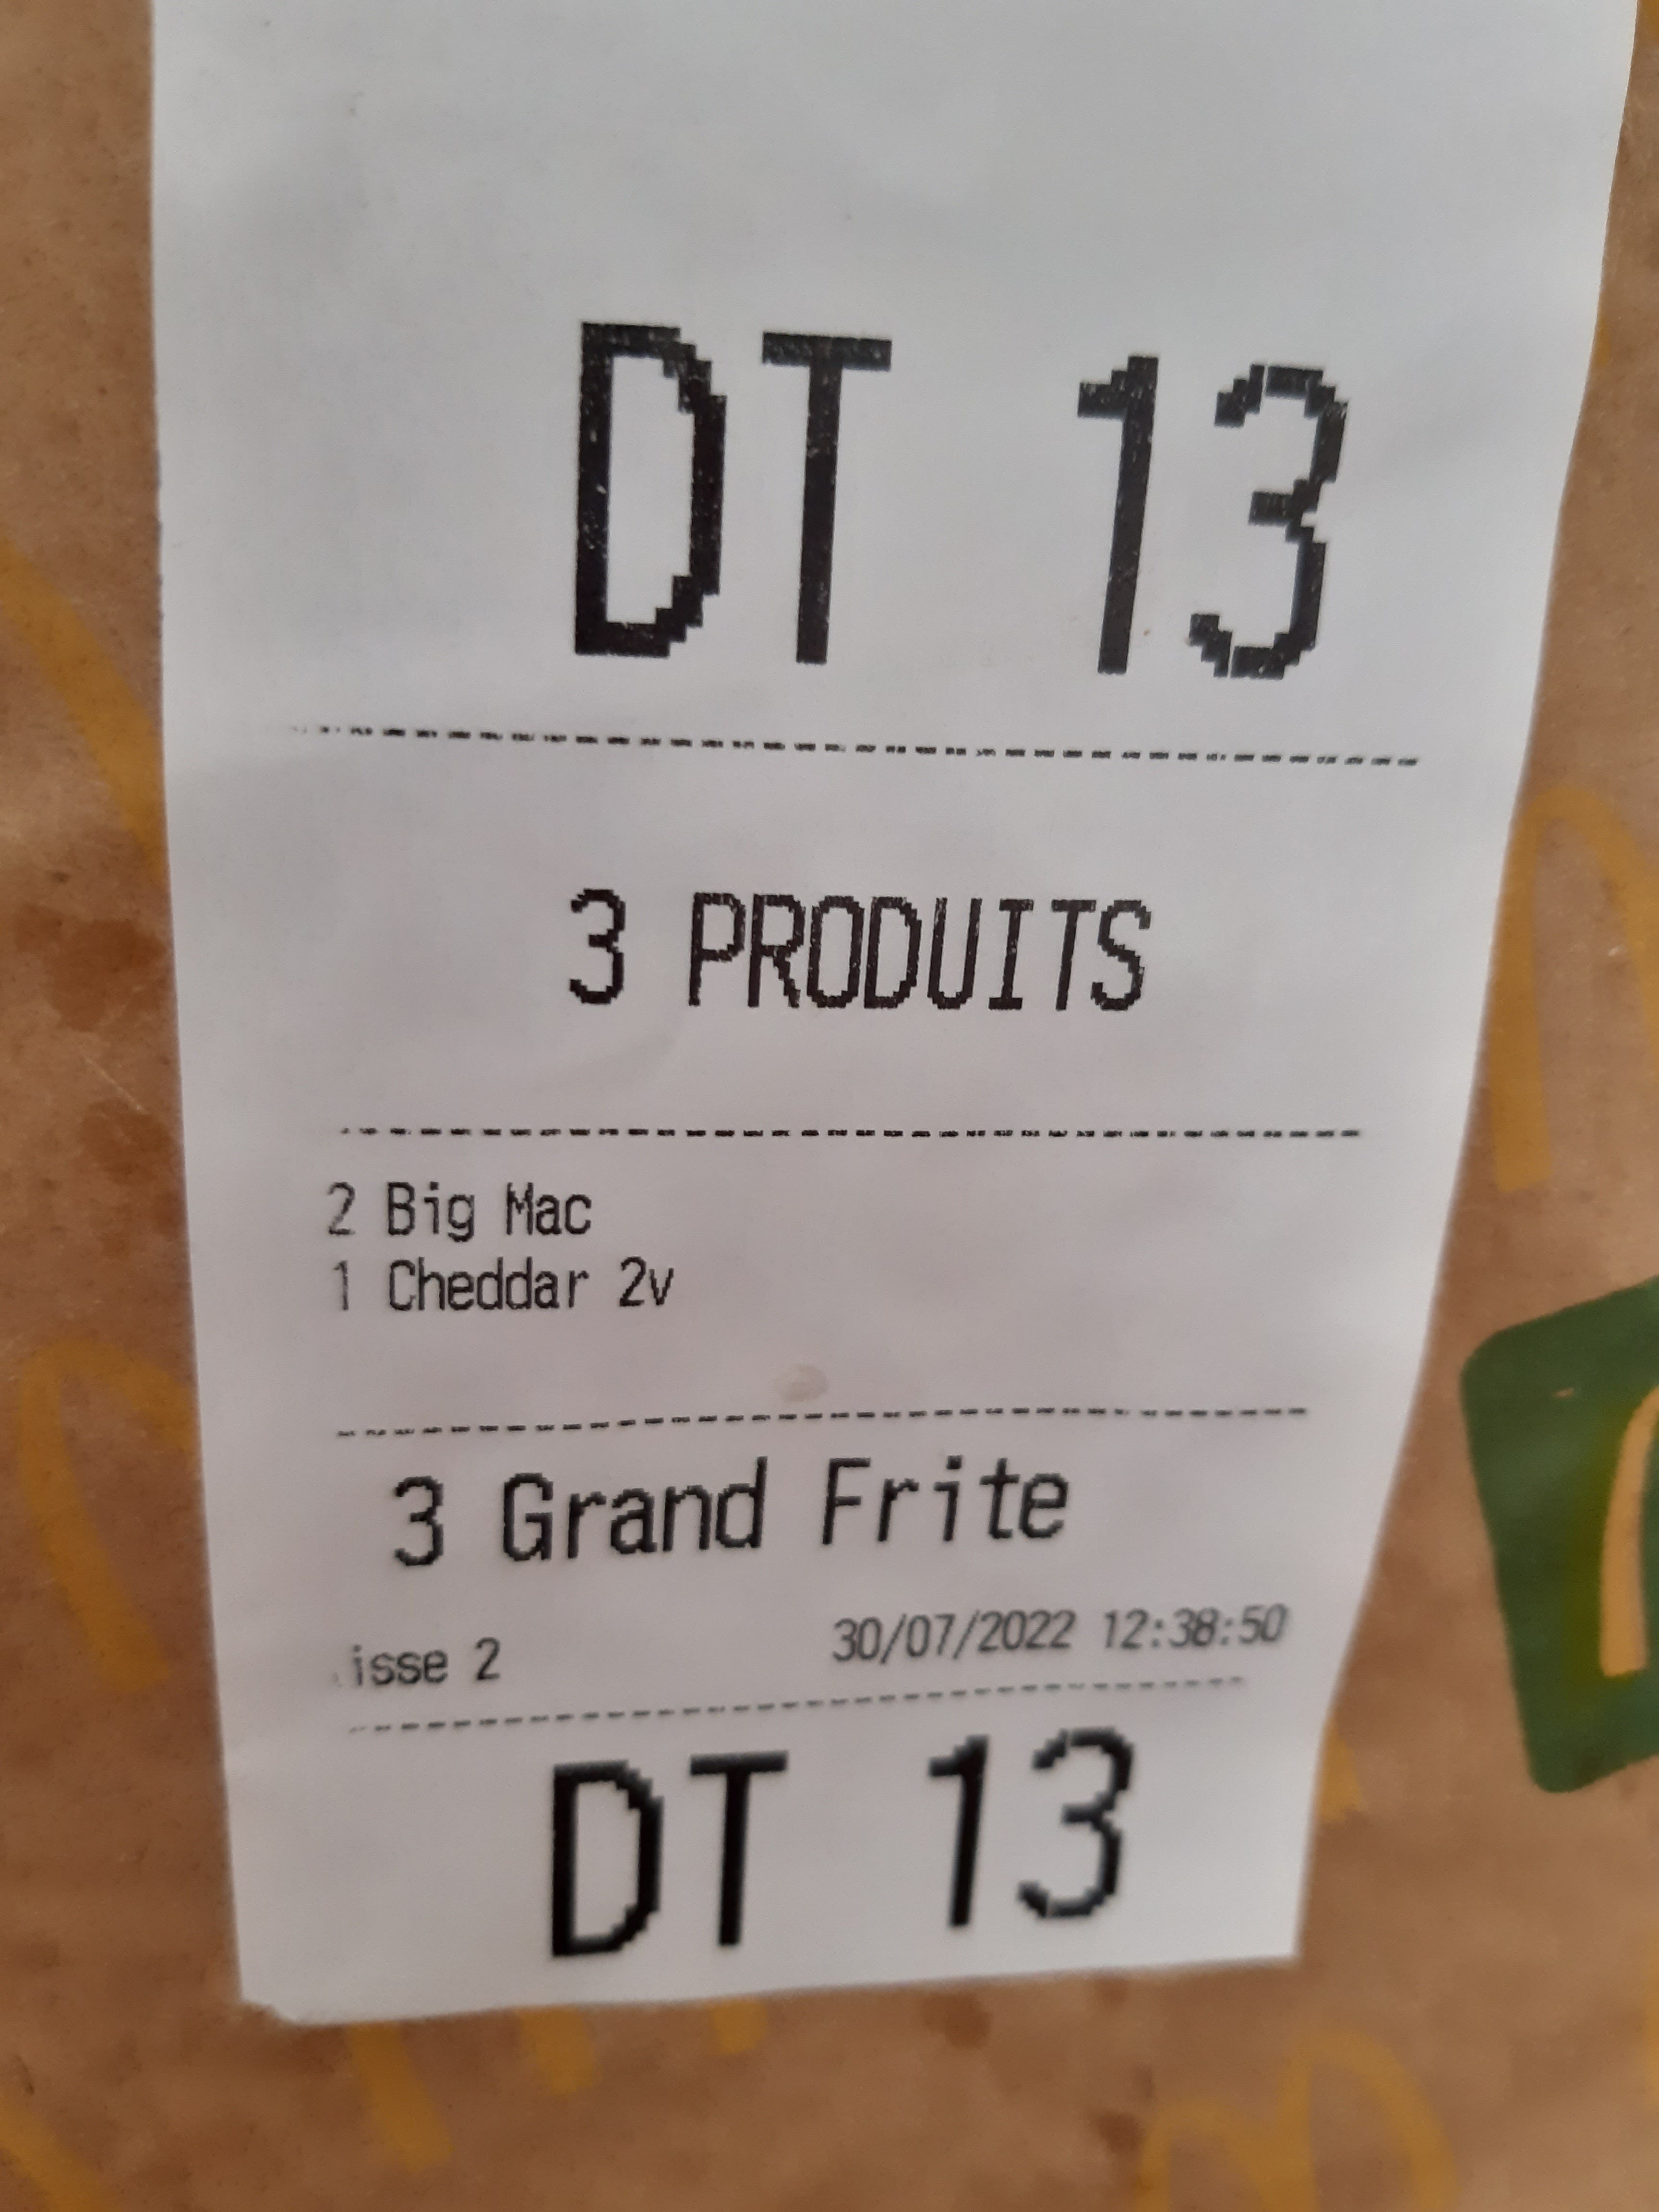 DT 13
3 PRODUITS
2 Big Mac
1 Cheddar 2v
3 Grand Frite
isse 2 30/07/2022 12:38:50
DT 13